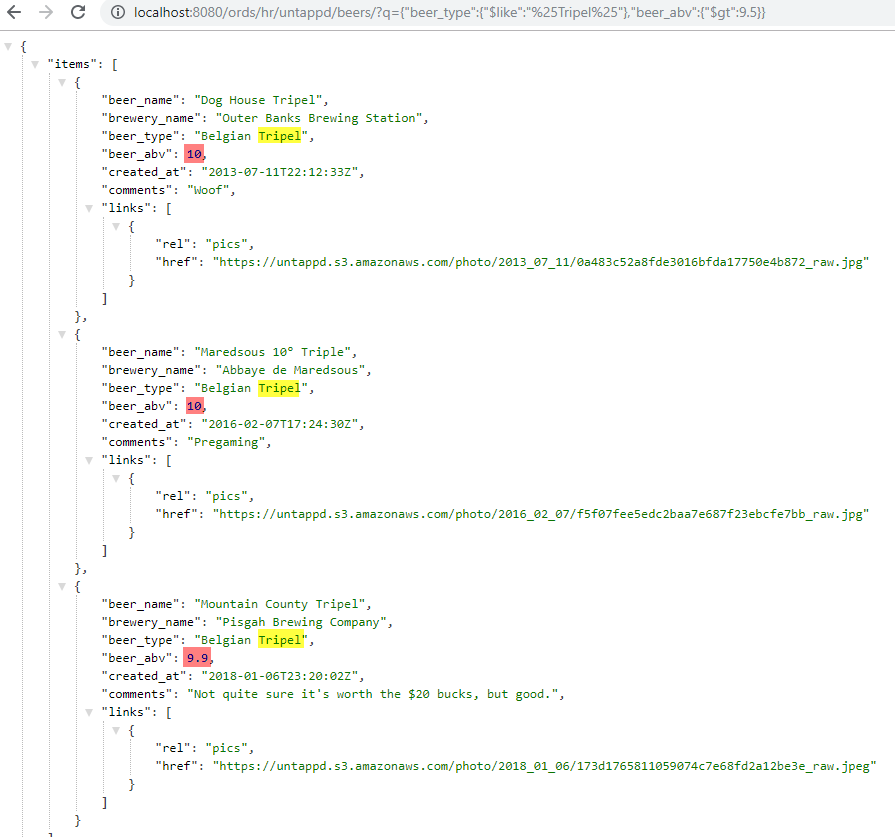 localhost:8080/ords/hr/untappd/beers/?q={"beer_type":{"$like":"%25Tripel%25"},"beer_abv":{"$gt":9.5}}
{
"items": [
{
"beer_name": "Dog House Tripel",
"brewery_name": "Outer Banks Brewing Station",
"beer_type": "Belgian Tripel",
"beer_abv": 10,
"created_at": "2013-07-11T22:12:33Z",
"comments": "Woof",
"links": [
{
"rel": "pics",
"href": "https://untappd.s3.amazonaws.com/photo/2013_07_11/0a483c52a8fde3016bfda17750e4b872_raw.jpg"
}
]
},
{
"beer_name": "Maredsous 10° Triple",
"brewery_name": "Abbaye de Maredsous",
"beer_type": "Belgian Tripel",
"beer_abv": 10,
"created_at": "2016-02-07T17:24:30Z",
"comments": "Pregaming",
"links": [
{
"rel": "pics",
"href": "https://untappd.s3.amazonaws.com/photo/2016_02_07/f5f07fee5edc2baa7e687f23ebcfe7bb_raw.jpg"
}
]
},
{
"beer_name": "Mountain County Tripel",
"brewery_name": "Pisgah Brewing Company",
"beer_type": "Belgian Tripel",
"beer_abv": 9.9,
"created_at": "2018-01-06T23:20:02Z",
"comments": "Not quite sure it's worth the $20 bucks, but good.",
"links": [
{
"rel": "pics",
"href": "https://untappd.s3.amazonaws.com/photo/2018_01_06/173d1765811059074c7e68fd2a12be3e_raw.jpeg"
}
]
}